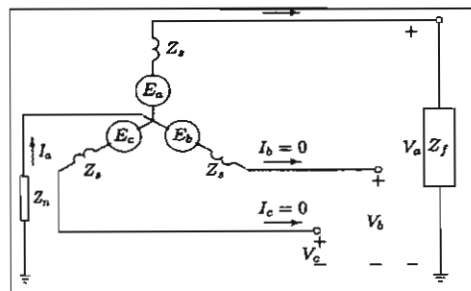 +
Z_s
E_a
E_c E_b
I_a I_b = 0 V_a Z_f
Z_s Z_s
+
Z_n I_c = 0
V_b
+
V_c